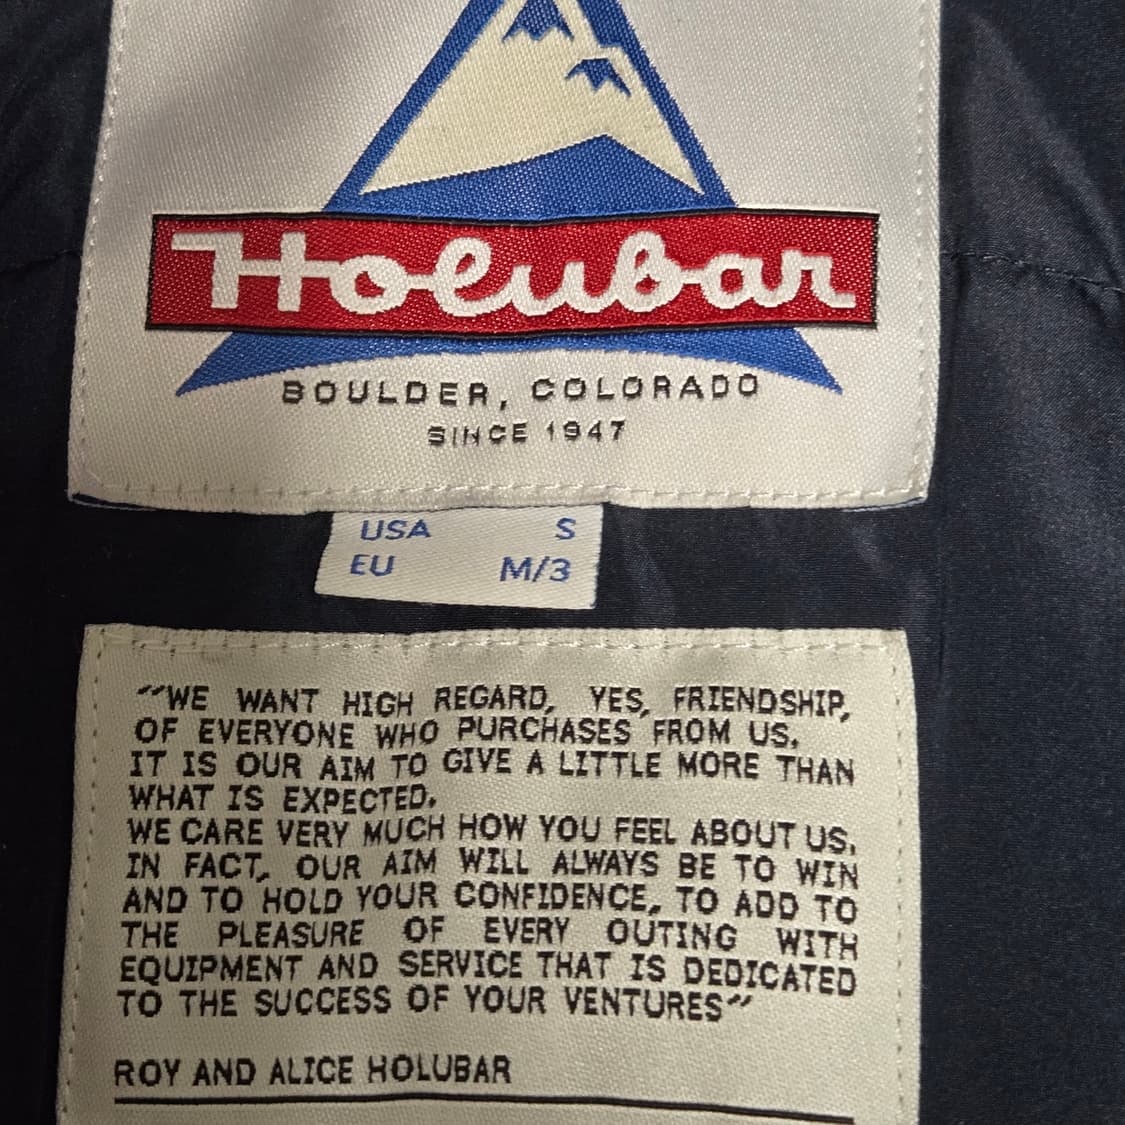 Holubar
BOULDER, COLORADO
SINCE 1947
USA S
EU M/3
“WE WANT HIGH REGARD, YES, FRIENDSHIP,
OF EVERYONE WHO PURCHASES FROM US.
IT IS OUR AIM TO GIVE A LITTLE MORE THAN
WHAT IS EXPECTED.
WE CARE VERY MUCH HOW YOU FEEL ABOUT US.
IN FACT, OUR AIM WILL ALWAYS BE TO WIN
AND TO HOLD YOUR CONFIDENCE, TO ADD TO
THE PLEASURE OF EVERY OUTING WITH
EQUIPMENT AND SERVICE THAT IS DEDICATED
TO THE SUCCESS OF YOUR VENTURES”
ROY AND ALICE HOLUBAR